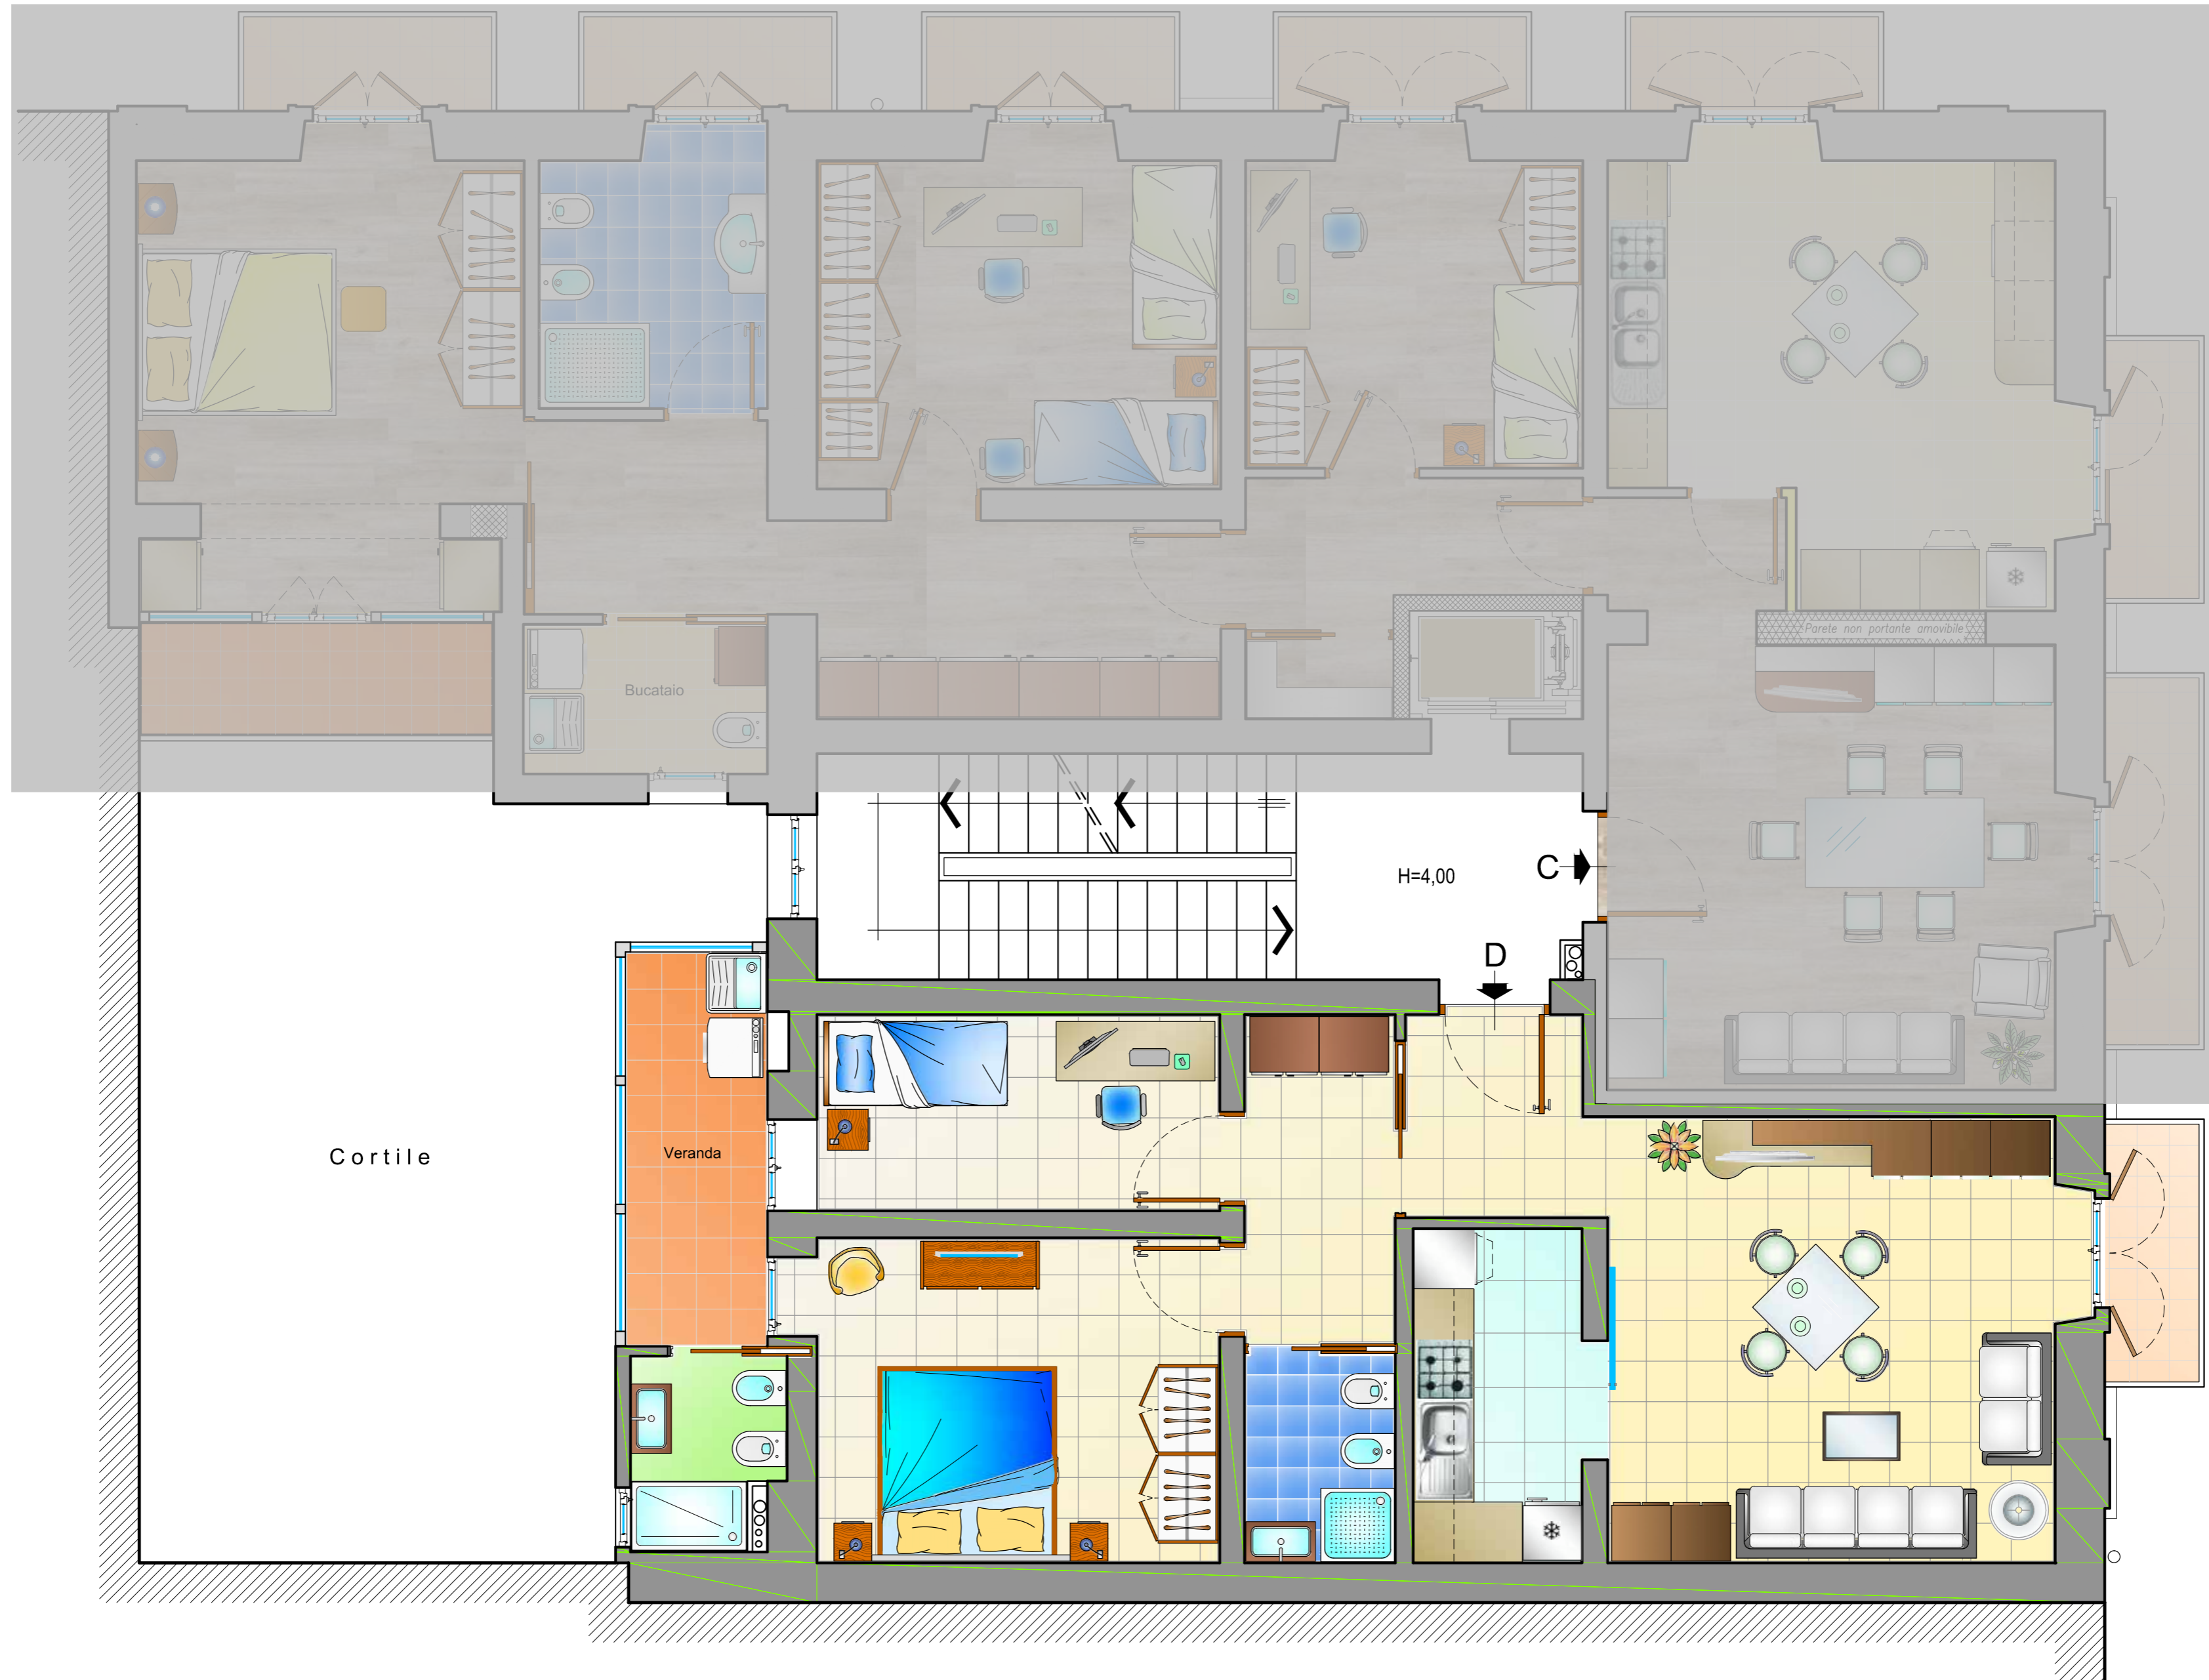 Parete non portante amovibile
Bucataio
C
H=4,00
D
Cortile
Veranda